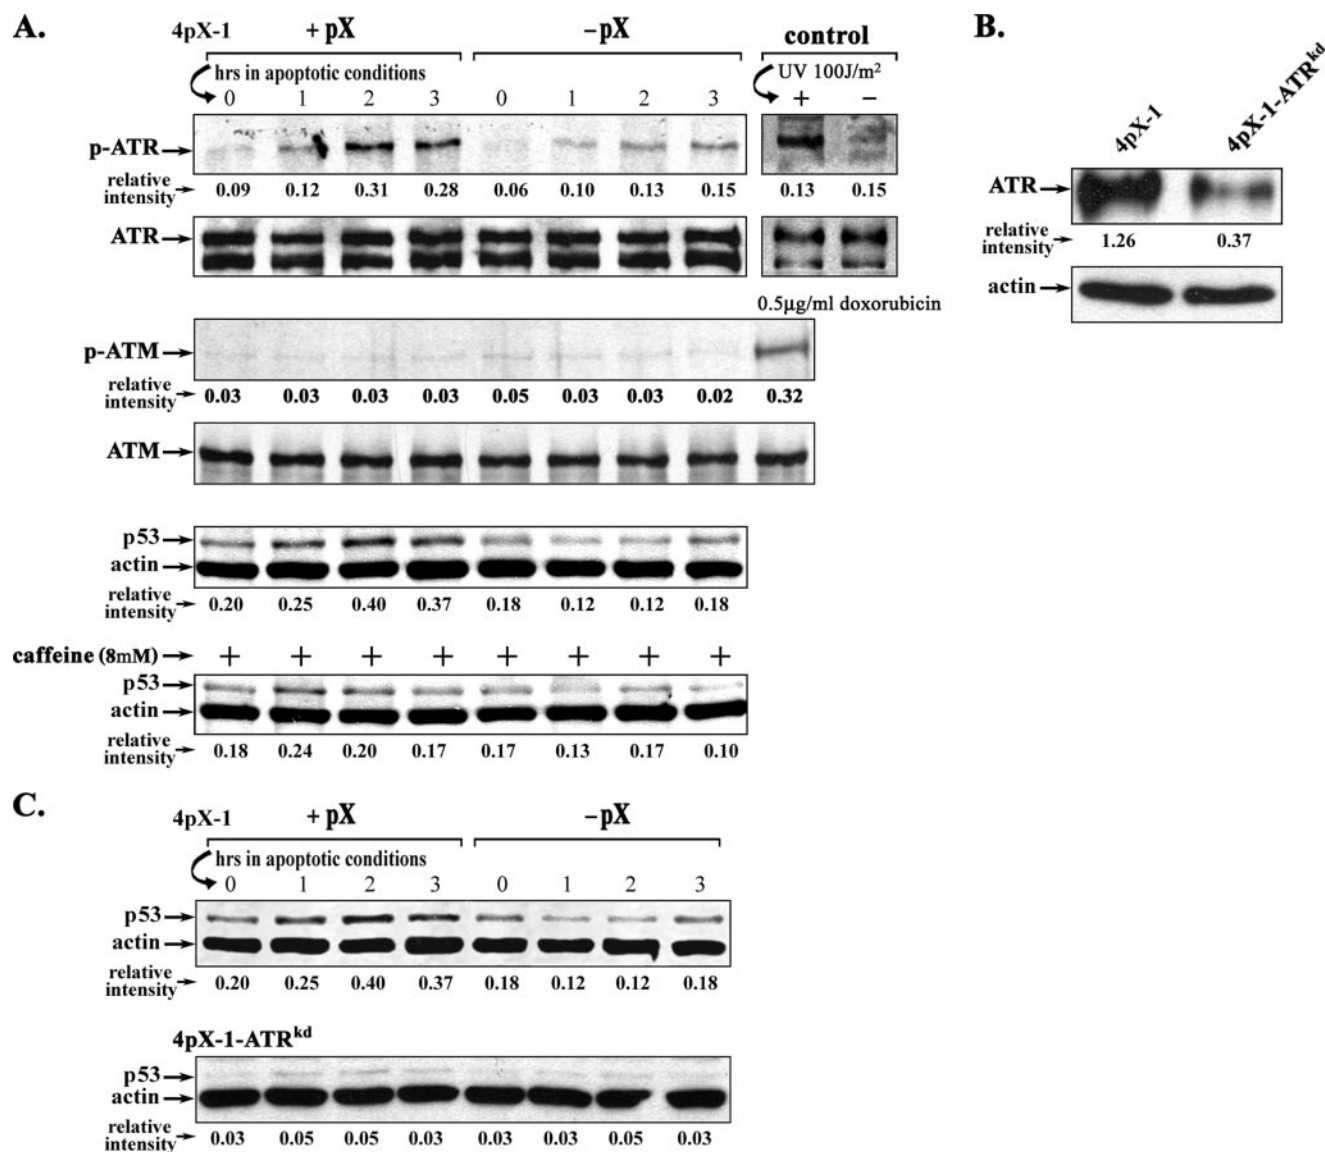 A.
4pX-1 + pX – pX control
hrs in apoptotic conditions UV 100J/m²
0 1 2 3 0 1 2 3 + –
p-ATR
relative intensity 0.09 0.12 0.31 0.28 0.06 0.10 0.13 0.15 0.13 0.15
ATR
0.5µg/ml doxorubicin
p-ATM
relative intensity 0.03 0.03 0.03 0.03 0.05 0.03 0.03 0.02 0.32
ATM
p53
actin
relative intensity 0.20 0.25 0.40 0.37 0.18 0.12 0.12 0.18
caffeine (8mM) + + + + + + + +
p53
actin
relative intensity 0.18 0.24 0.20 0.17 0.17 0.13 0.17 0.10
B.
4pX-1 4pX-1-ATRkd
ATR
relative intensity 1.26 0.37
actin
C.
4pX-1 + pX – pX
hrs in apoptotic conditions
0 1 2 3 0 1 2 3
p53
actin
relative intensity 0.20 0.25 0.40 0.37 0.18 0.12 0.12 0.18
4pX-1-ATRkd
p53
actin
relative intensity 0.03 0.05 0.05 0.03 0.03 0.03 0.05 0.03